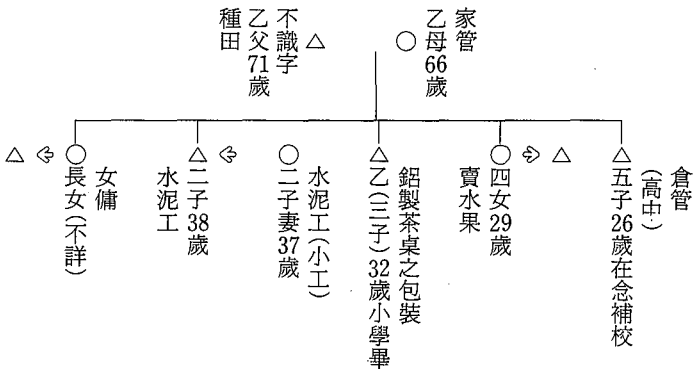 家管
乙母66歲
不識字
乙父71歲
種田
倉管
(高中)
五子26歲在念補校
四女29歲
賣水果
鋁製茶桌之包裝
乙(三子)32歲小學畢
水泥工(小工)
二子妻37歲
二子38歲
水泥工
女傭
長女(不詳)